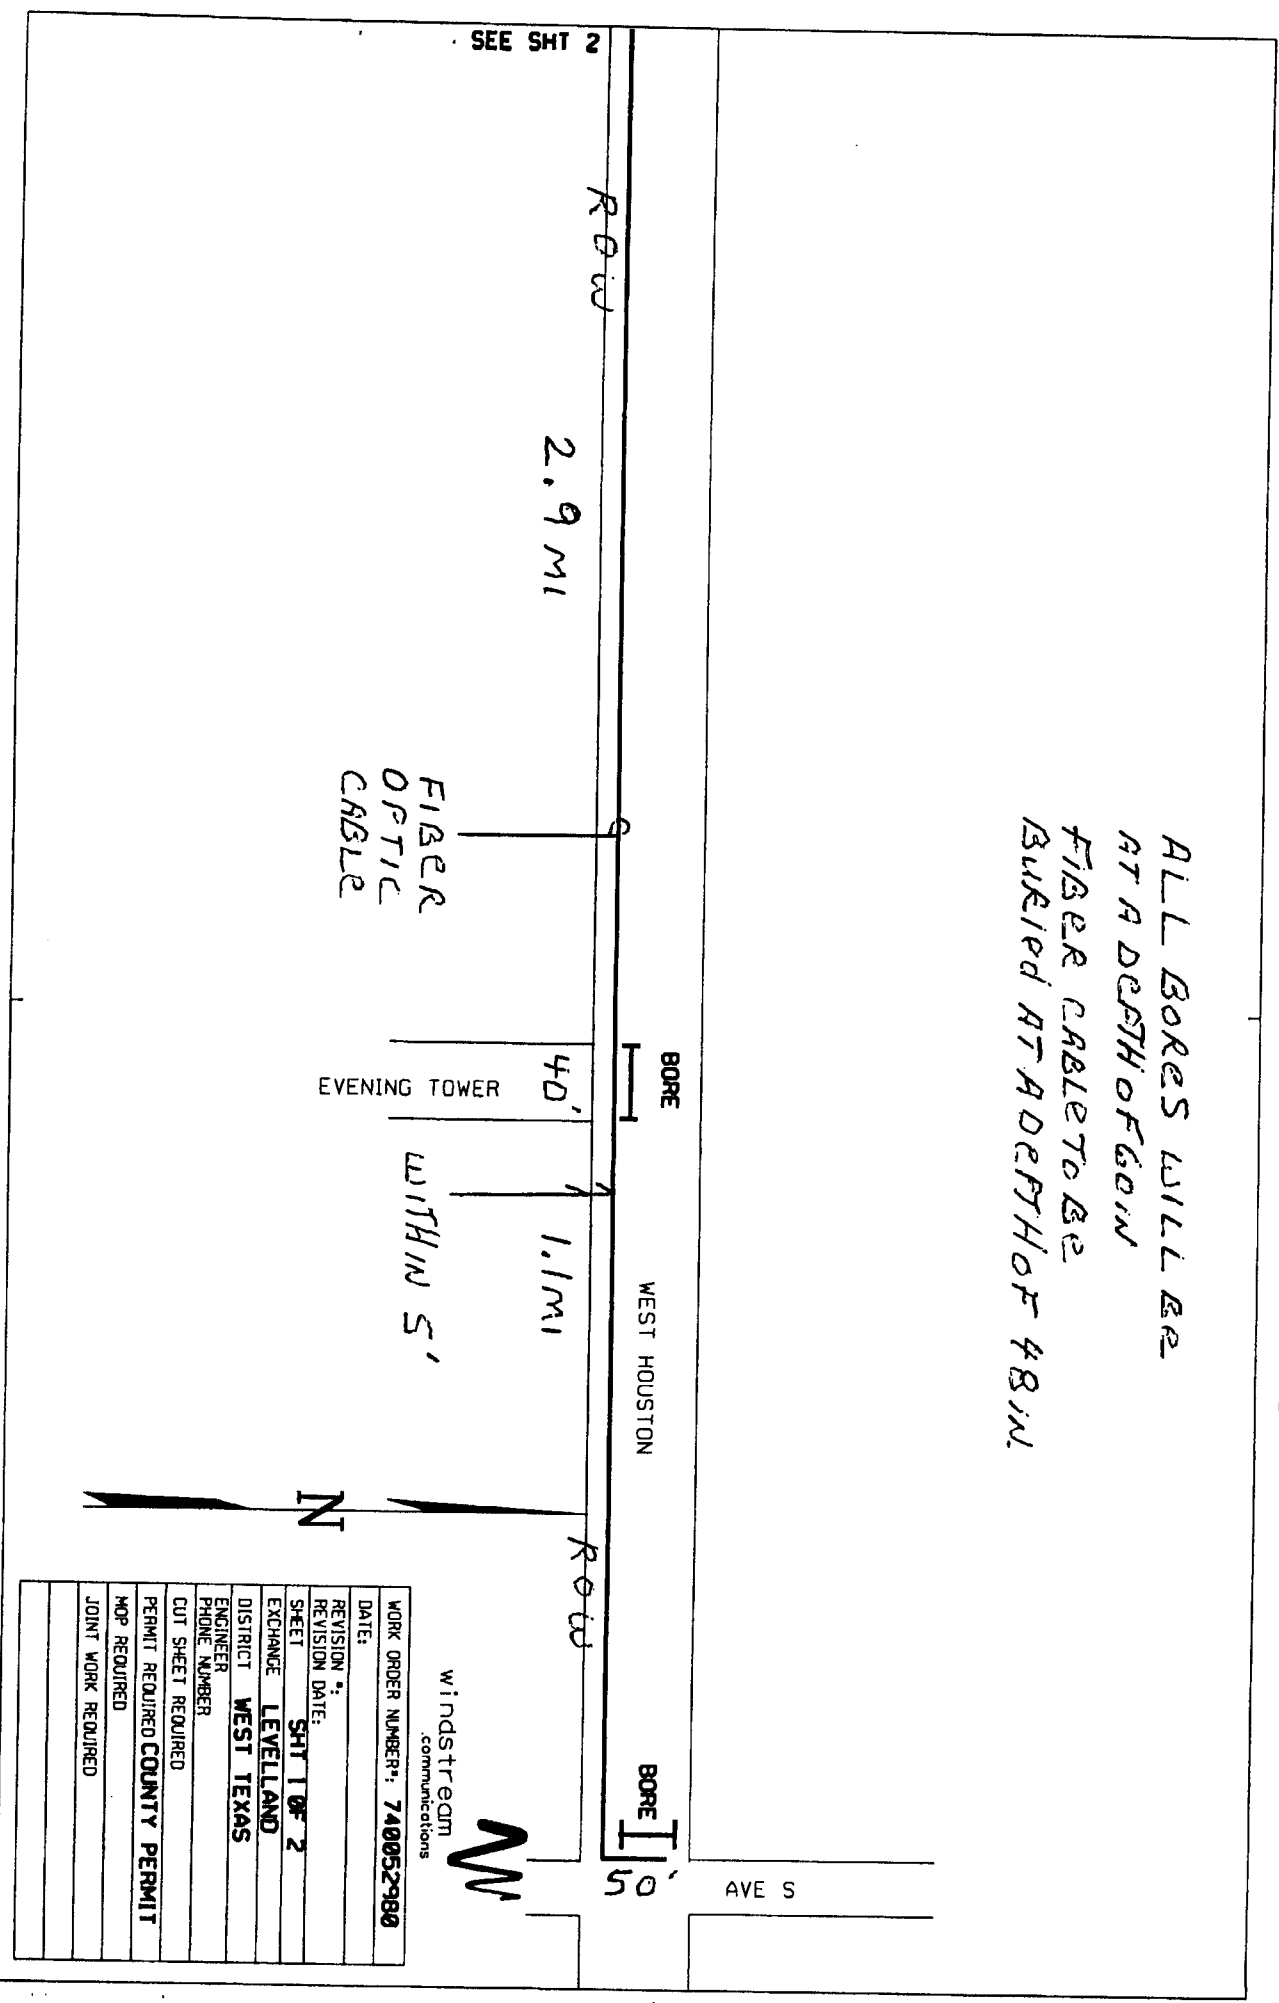 ALL BORES WILL BE
AT A DEPTH OF 60 IN
FIBER CABLE TO BE
BURIED AT A DEPTH OF 48 IN.
SEE SHT 2
ROW
2.9 MI
FIBER
OPTIC
CABLE
BORE
40'
EVENING TOWER
WITHIN 5'
1.1 MI
WEST HOUSTON
N
ROW
BORE
50'
AVE S
windstream
communications
WORK ORDER NUMBER*: 7400052980
DATE:
REVISION *:
REVISION DATE:
SHEET SHT 1 OF 2
EXCHANGE LEVELLAND
DISTRICT WEST TEXAS
ENGINEER
PHONE NUMBER
CUT SHEET REQUIRED
PERMIT REQUIRED COUNTY PERMIT
MOP REQUIRED
JOINT WORK REQUIRED